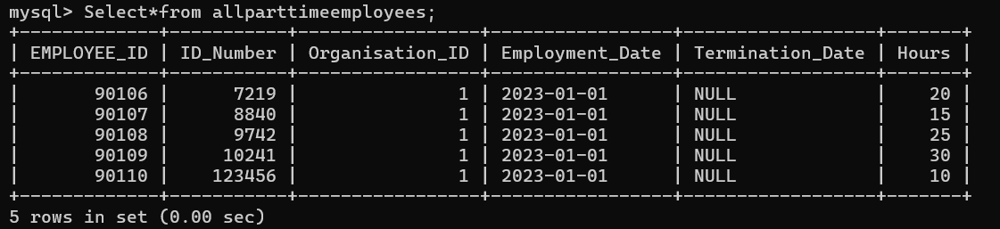 mysql> Select*from allparttimeemployees;
+-------------+-----------+-----------------+-----------------+------------------+-------+
| EMPLOYEE_ID | ID_Number | Organisation_ID | Employment_Date | Termination_Date | Hours |
+-------------+-----------+-----------------+-----------------+------------------+-------+
|       90106 |      7219 |               1 | 2023-01-01      | NULL             |    20 |
|       90107 |      8840 |               1 | 2023-01-01      | NULL             |    15 |
|       90108 |      9742 |               1 | 2023-01-01      | NULL             |    25 |
|       90109 |     10241 |               1 | 2023-01-01      | NULL             |    30 |
|       90110 |    123456 |               1 | 2023-01-01      | NULL             |    10 |
+-------------+-----------+-----------------+-----------------+------------------+-------+
5 rows in set (0.00 sec)